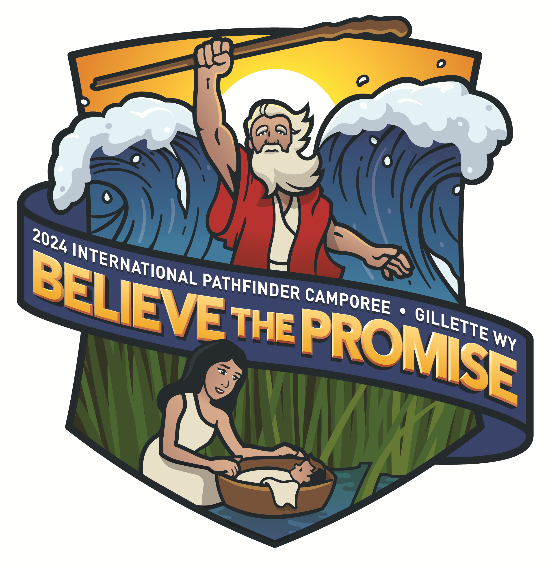 2024 INTERNATIONAL PATHFINDER CAMPOREE • GILLETTE WY
BELIEVE THE PROMISE